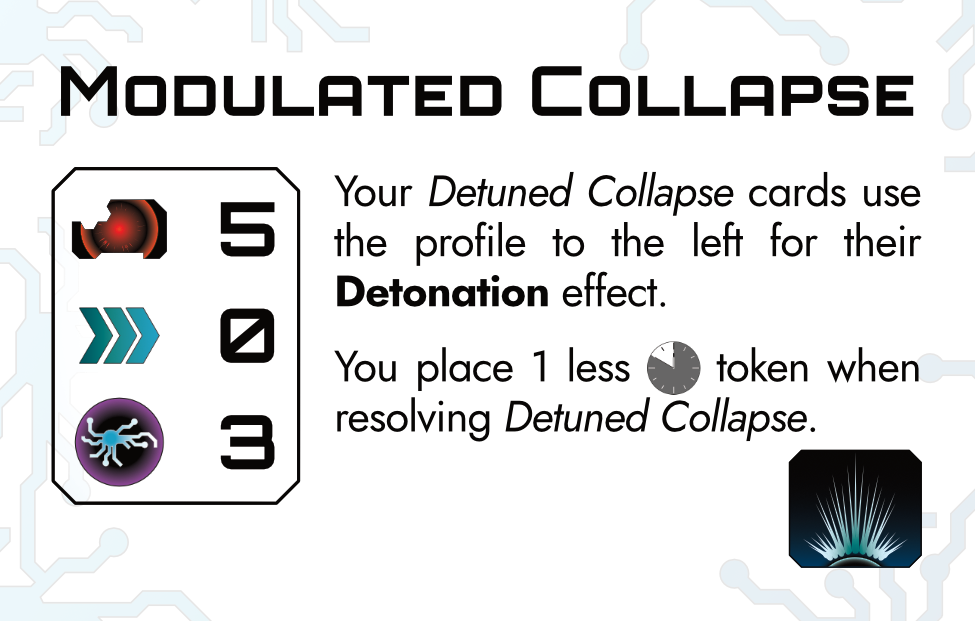 Modulated Collapse
5
0
3
Your Detuned Collapse cards use
the profile to the left for their
Detonation effect.
You place 1 less token when
resolving Detuned Collapse.